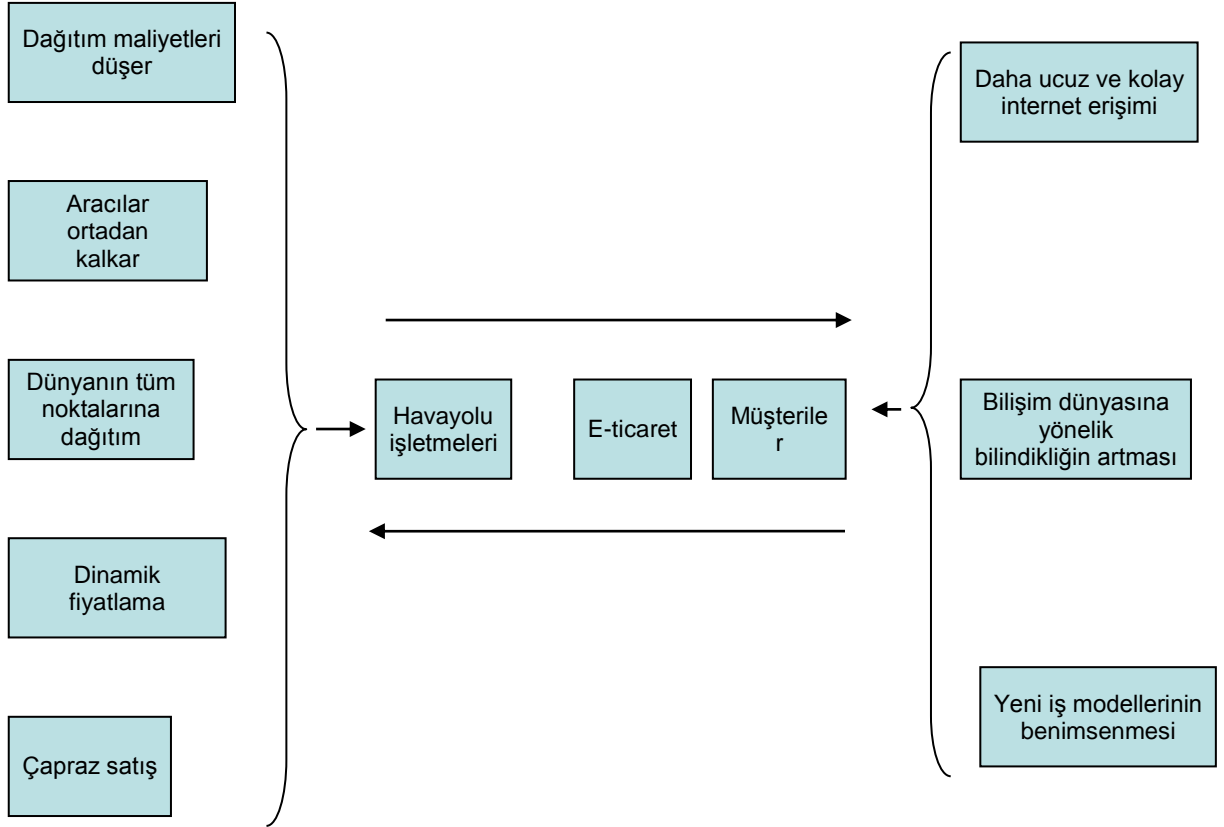 Dağıtım maliyetleri
düşer
Aracılar
ortadan
kalkar
Dünyanın tüm
noktalarına
dağıtım
Dinamik
fiyatlama
Çapraz satış
Havayolu
işletmeleri
E-ticaret
Müşterile
r
Daha ucuz ve kolay
internet erişimi
Bilişim dünyasına
yönelik
bilindikliğin artması
Yeni iş modellerinin
benimsenmesi